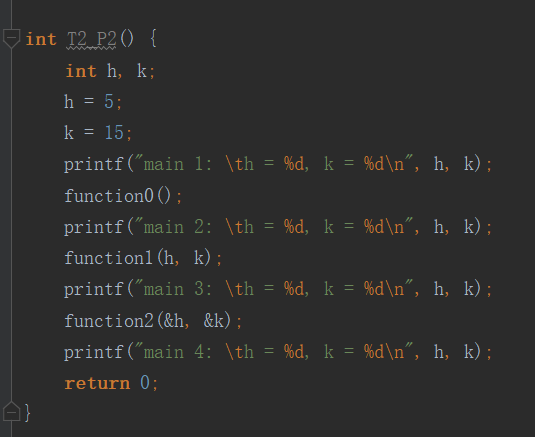 int T2_P2() {
int h, k;
h = 5;
k = 15;
printf("main 1: \th = %d, k = %d\n", h, k);
function0();
printf("main 2: \th = %d, k = %d\n", h, k);
function1(h, k);
printf("main 3: \th = %d, k = %d\n", h, k);
function2(&h, &k);
printf("main 4: \th = %d, k = %d\n", h, k);
return 0;
}